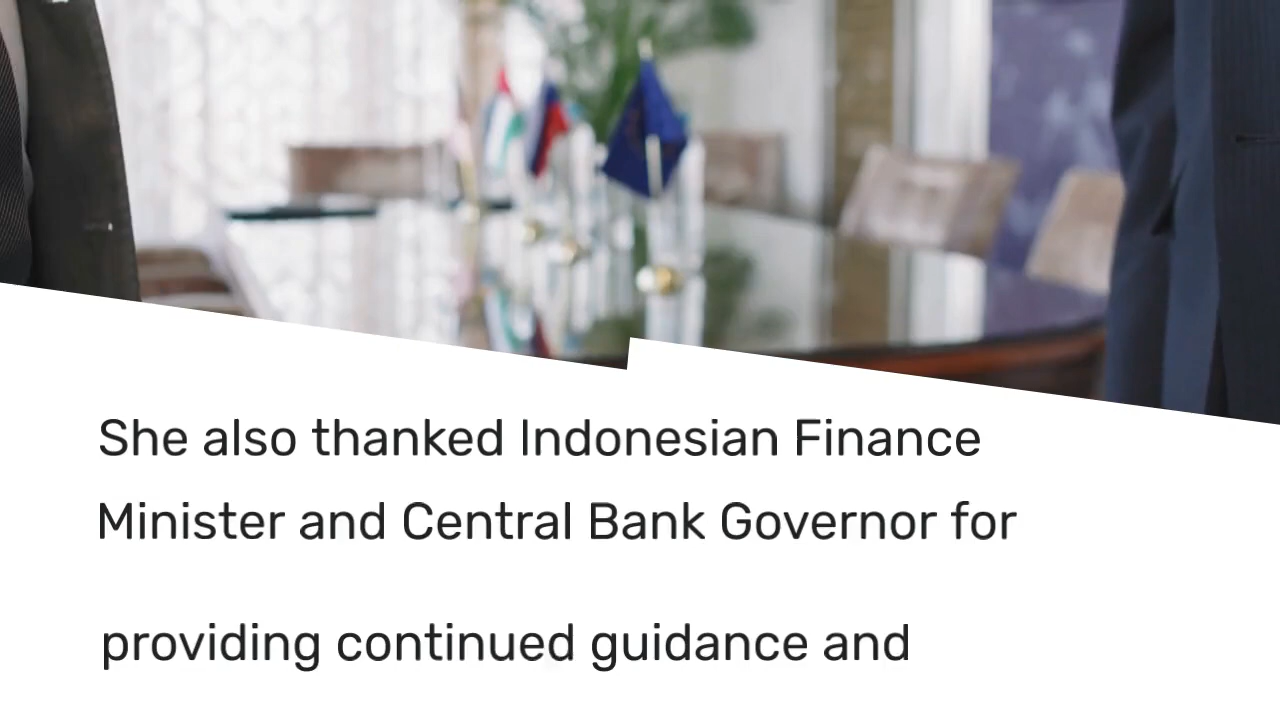 She also thanked Indonesian Finance
Minister and Central Bank Governor for
providing continued guidance and